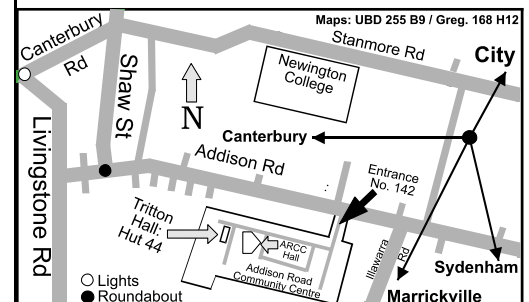 Maps: UBD 255 B9 / Greg. 168 H12
Canterbury
Rd
Stanmore Rd
City
Shaw St
Newington
College
N
Canterbury
Livingstone Rd
Addison Rd
Entrance
No. 142
Tritton
Hall:
Hut 44
ARCC
Hall
Illawarra
Rd
Addison Road
Community Centre
Sydenham
Lights
Roundabout
Marrickville